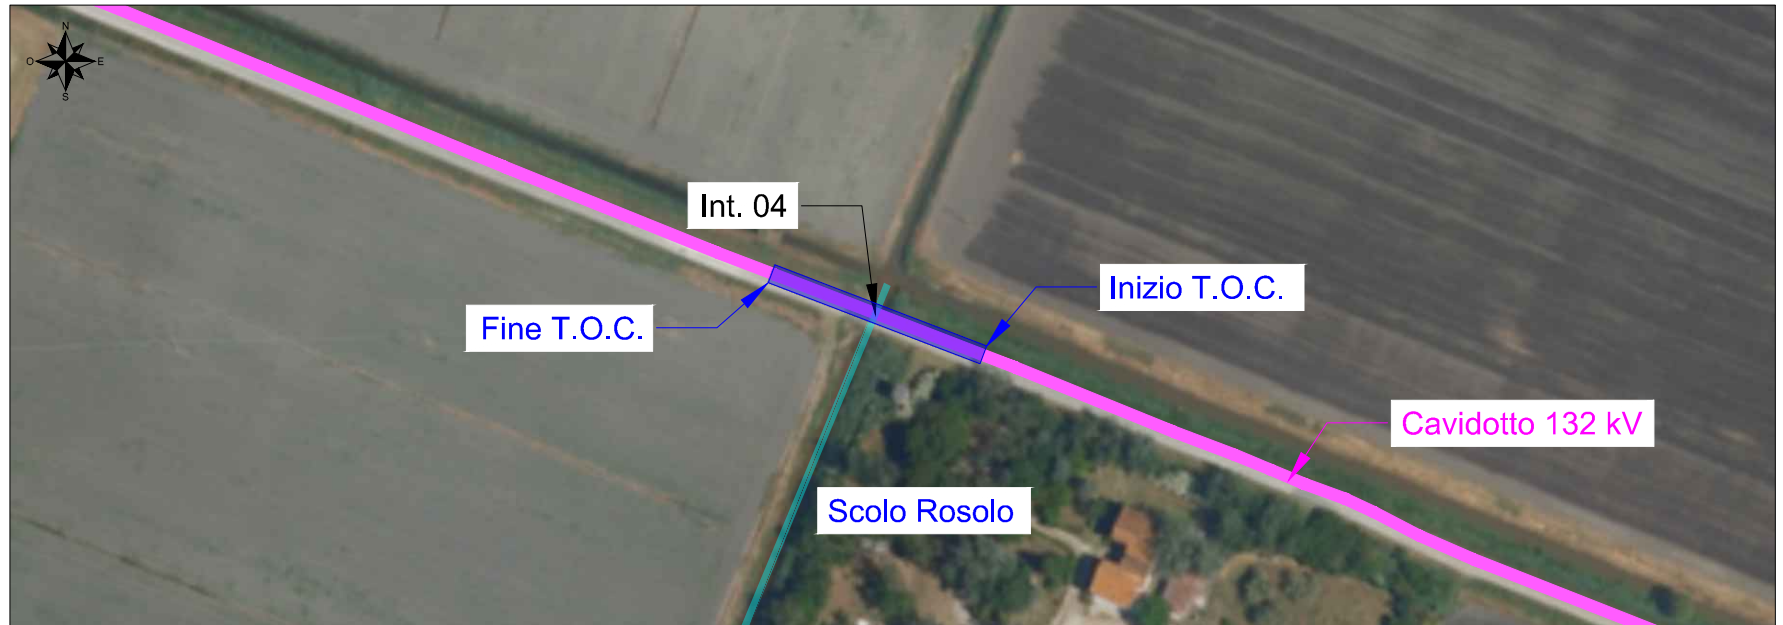 N
O E
S
Int. 04
Inizio T.O.C.
Fine T.O.C.
Cavidotto 132 kV
Scolo Rosolo